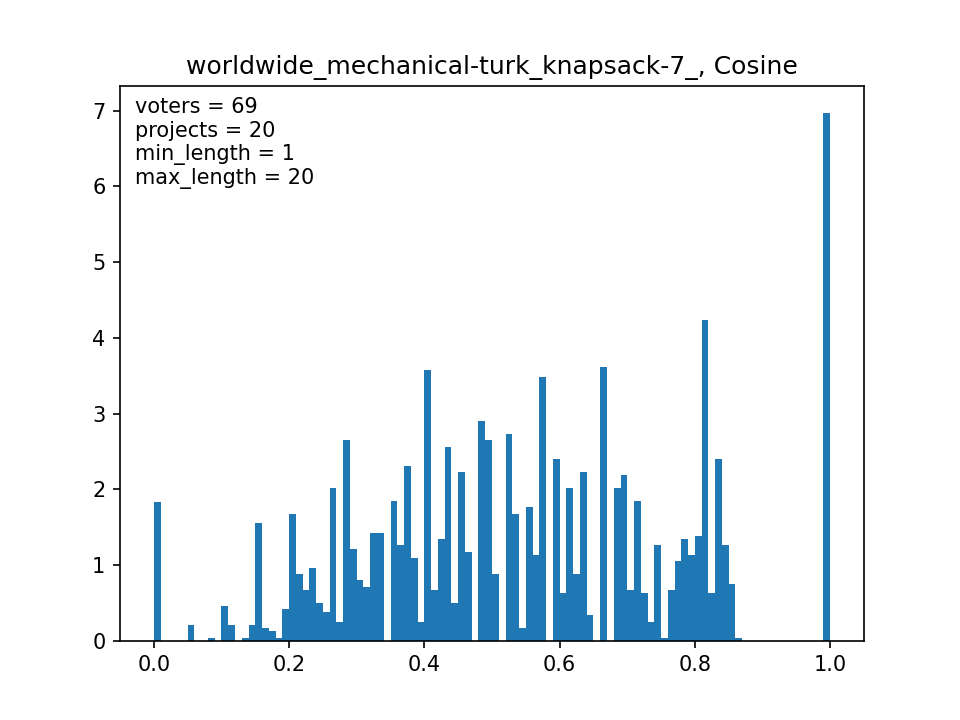 worldwide_mechanical-turk_knapsack-7_, Cosine
voters = 69
projects = 20
min_length = 1
max_length = 20
7
6
5
4
3
2
1
0
0.0 0.2 0.4 0.6 0.8 1.0